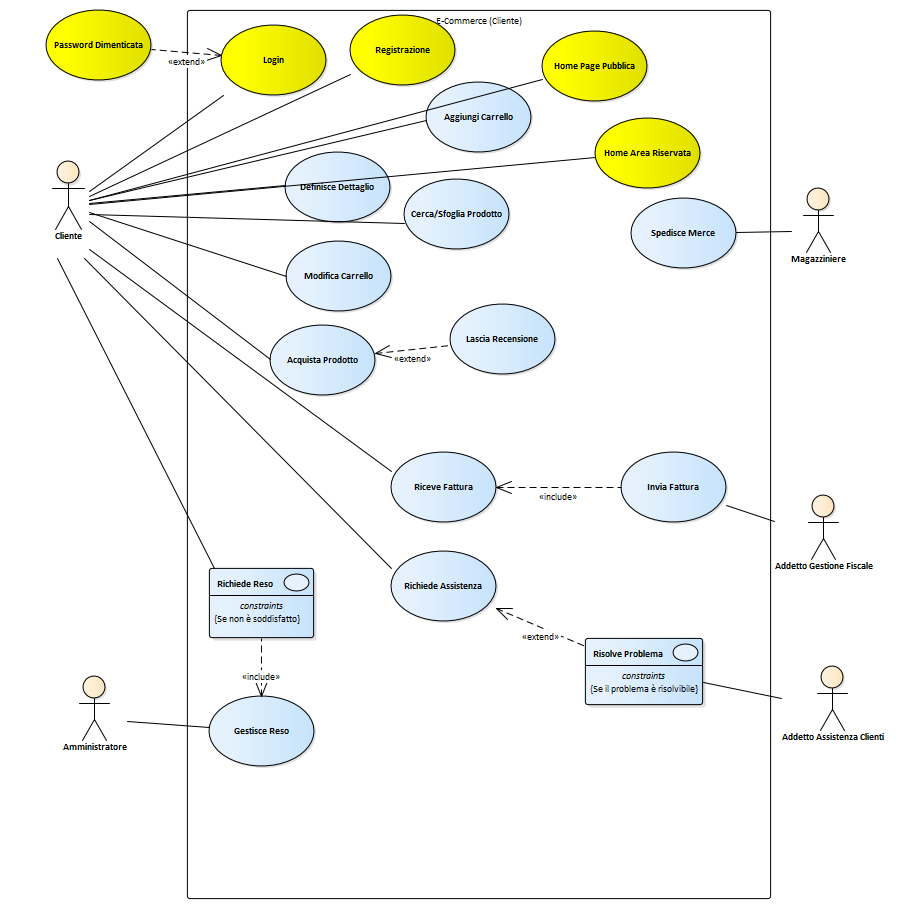 E-Commerce (Cliente)
Password Dimenticata
«extend»
Login
Registrazione
Home Page Pubblica
Aggiungi Carrello
Home Area Riservata
Definisce Dettaglio
Cerca/Sfoglia Prodotto
Spedisce Merce
Cliente
Magazziniere
Modifica Carrello
Lascia Recensione
Acquista Prodotto
«extend»
Riceve Fattura
«include»
Invia Fattura
Addetto Gestione Fiscale
Richiede Reso
constraints
{Se non è soddisfatto}
Richiede Assistenza
«extend»
Risolve Problema
constraints
{Se il problema è risolvibile}
«include»
Gestisce Reso
Amministratore
Addetto Assistenza Clienti